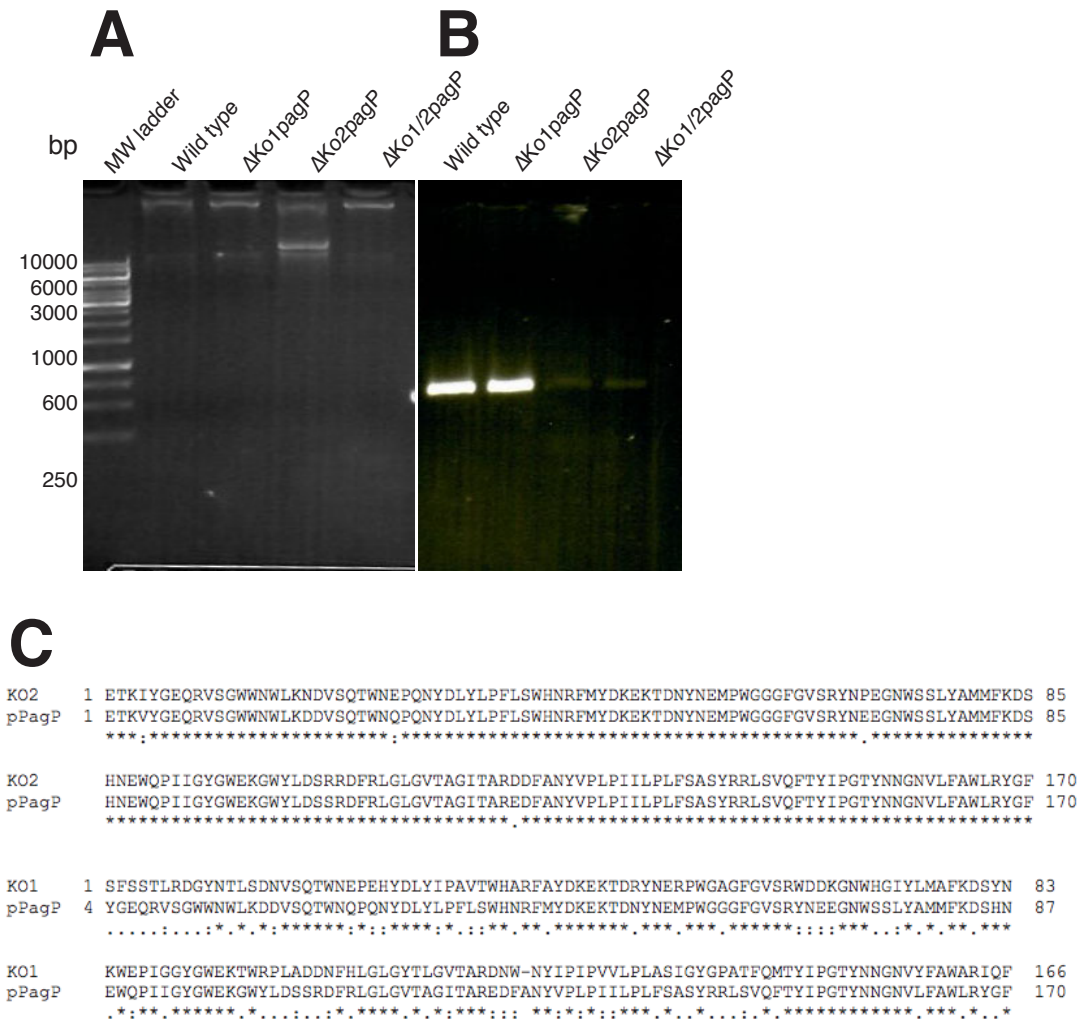 A
B
bp
MW ladder
Wild type
ΔKo1pagP
ΔKo2pagP
ΔKo1/2pagP
Wild type
ΔKo1pagP
ΔKo2pagP
ΔKo1/2pagP
10000
6000
3000
1000
600
250
C
KO2 1 ETKIYGEQRVSGWWNWLKNDVSQTWNEPQNYDLYLPFLSWHNRFMYDKEKTDNYNEMPWGGGFGVSRYNPEGNWSSLYAMMFKDS 85
pPagP 1 ETKVYGEQRVSGWWNWLKDDVSQTWNQPQNYDLYLPFLSWHNRFMYDKEKTDNYNEMPWGGGFGVSRYNEEGNWSSLYAMMFKDS 85
***:**********************:******************************************.***************
KO2 HNEWQPIIGYGWEKGWYLDSRRDFRLGLGVTAGITARDDFANYVPLPIILPLFSASYRRLSVQFTYIPGTYNNGNVLFAWLRYGF 170
pPagP HNEWQPIIGYGWEKGWYLDSSRDFRLGLGVTAGITAREDFANYVPLPIILPLFSASYRRLSVQFTYIPGTYNNGNVLFAWLRYGF 170
*************************************.***********************************************
KO1 1 SFSSTLRDGYNTLSDNVSQTWNEPEHYDLYIPAVTWHARFAYDKEKTDRYNERPWGAGFGVSRWDDKGNWHGIYLMAFKDSYN 83
pPagP 4 YGEQRVSGWWNWLKDDVSQTWNQPQNYDLYLPFLSWHNRFMYDKEKTDNYNEMPWGGGFGVSRYNEEGNWSSLYAMMFKDSHN 87
.....:...:*.*.*:******:*::****:*.::**.**.*******.***.***.******::::***..:*.*.****.*
KO1 KWEPIGGYGWEKTWRPLADDNFHLGLGYTLGVTARDNW-NYIPIPVVLPLASIGYGPATFQMTYIPGTYNNGNVYFAWARIQF 166
pPagP EWQPIIGYGWEKGWYLDSSRDFRLGLGVTAGITAREDFANYVPLPIILPLFSASYRRLSVQFTYIPGTYNNGNVLFAWLRYGF 170
.*:**.******.*...:..:*.****.*.*:***::: **:*:*::***.*..*...:.*:************.***.*..*